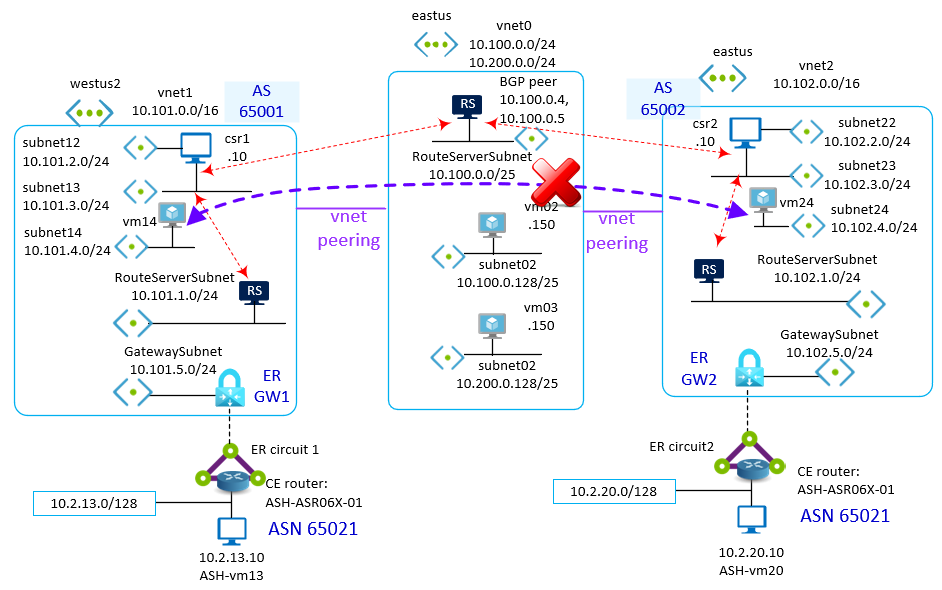 eastus
vnet0
10.100.0.0/24
10.200.0.0/24
eastus
vnet2
10.102.0.0/16
westus2
vnet1
10.101.0.0/16
AS
65001
BGP peer
10.100.0.4,
10.100.0.5
RS
RouteServerSubnet
10.100.0.0/25
AS
65002
subnet12
10.101.2.0/24
csr1
.10
subnet13
10.101.3.0/24
vm14
subnet14
10.101.4.0/24
RouteServerSubnet
10.101.1.0/24
RS
GatewaySubnet
10.101.5.0/24
ER
GW1
vnet
peering
vm02
.150
subnet02
10.100.0.128/25
vm03
.150
subnet02
10.200.0.128/25
vnet
peering
csr2
.10
subnet22
10.102.2.0/24
subnet23
10.102.3.0/24
vm24
subnet24
10.102.4.0/24
RS
RouteServerSubnet
10.102.1.0/24
GatewaySubnet
10.102.5.0/24
ER
GW2
ER circuit 1
CE router:
ASH-ASR06X-01
10.2.13.0/128
ASN 65021
10.2.13.10
ASH-vm13
ER circuit2
CE router:
ASH-ASR06X-01
10.2.20.0/128
ASN 65021
10.2.20.10
ASH-vm20